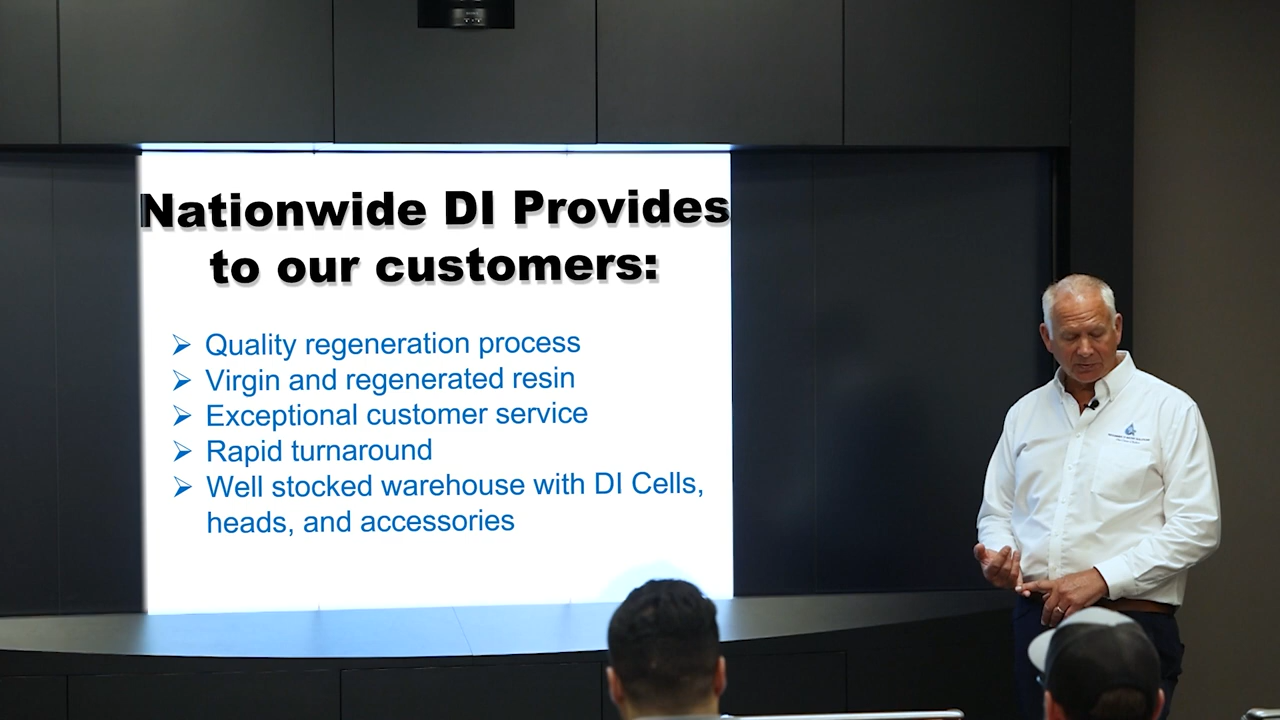 Nationwide DI Provides
to our customers:
➢ Quality regeneration process
➢ Virgin and regenerated resin
➢ Exceptional customer service
➢ Rapid turnaround
➢ Well stocked warehouse with DI Cells,
heads, and accessories